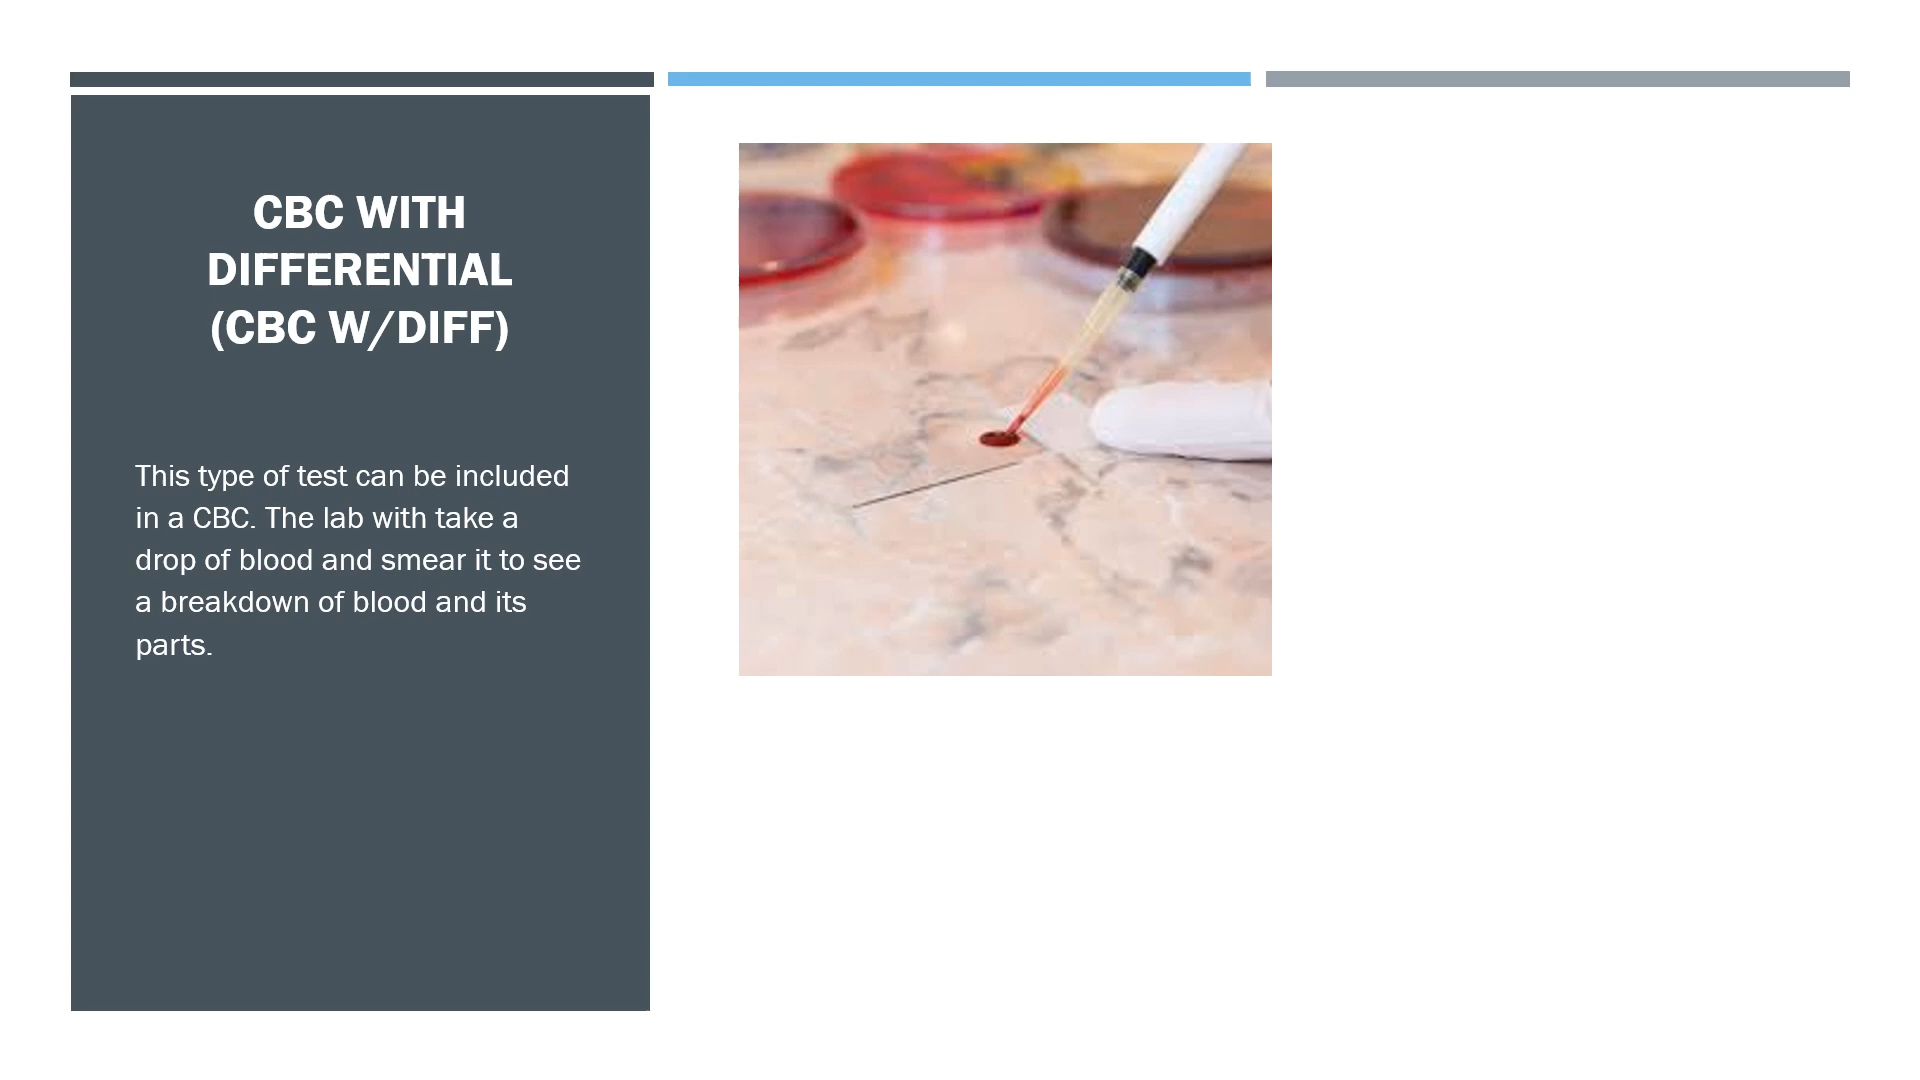 CBC WITH
DIFFERENTIAL
(CBC W/DIFF)
This type of test can be included
in a CBC. The lab with take a
drop of blood and smear it to see
a breakdown of blood and its
parts.